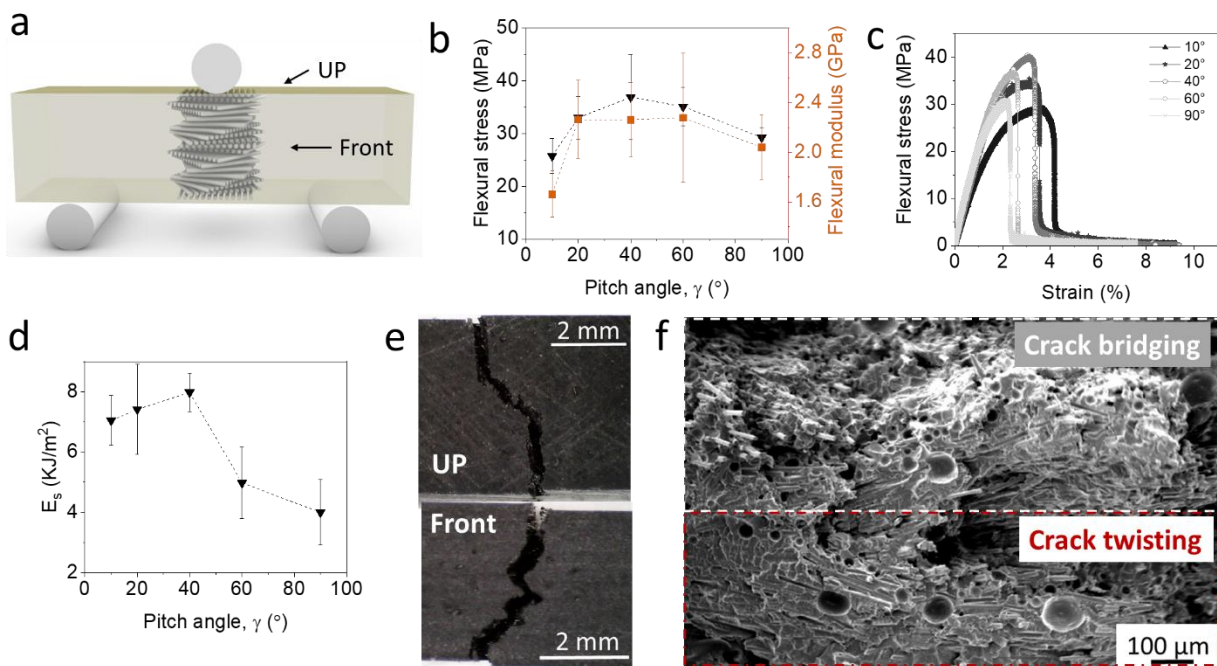 a
UP
Front
b
Flexural stress (MPa)
50
40
30
20
10
0
20
40
60
80
100
Pitch angle, γ (°)
2.8
2.4
2.0
1.6
Flexural modulus (GPa)
c
Flexural stress (MPa)
40
30
20
10
0
0
2
4
6
8
10
Strain (%)
10°
20°
40°
60°
90°
d
Es (KJ/m²)
8
6
4
2
0
20
40
60
80
100
Pitch angle, γ (°)
e
2 mm
UP
Front
2 mm
f
Crack bridging
Crack twisting
100 µm